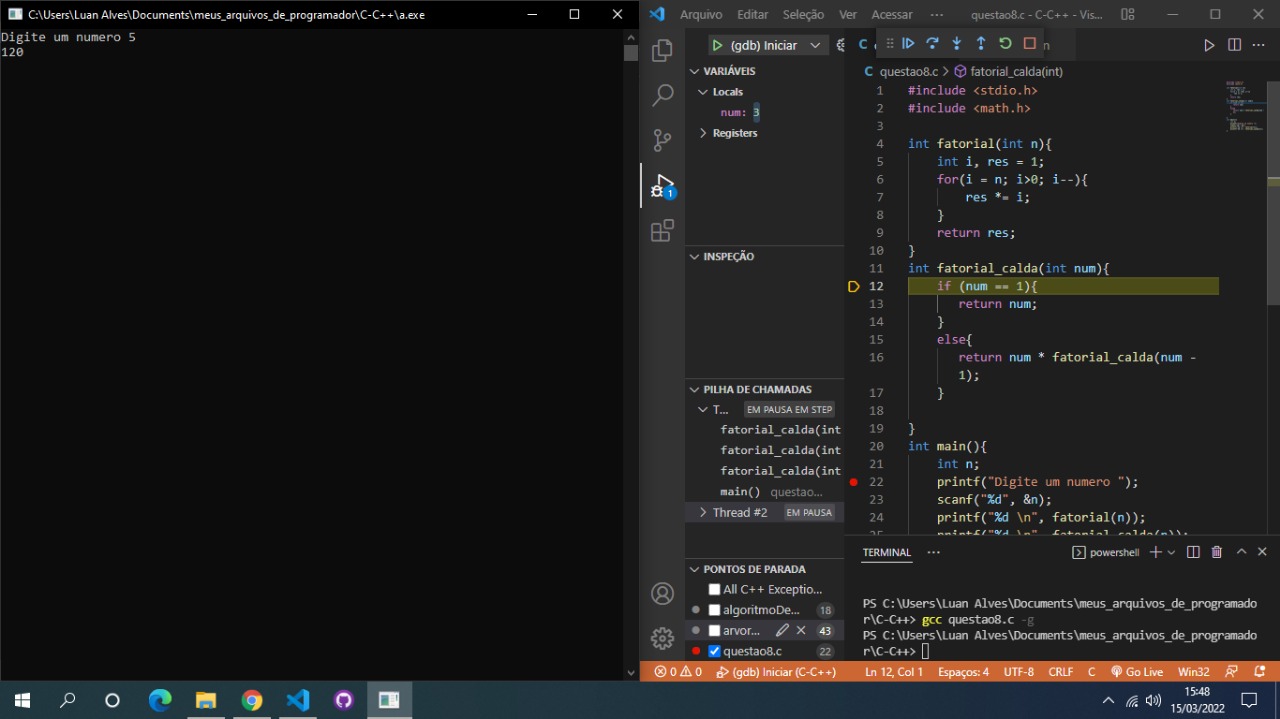 C:\Users\Luan Alves\Documents\meus_arquivos_de_programador\C-C++\a.exe
Digite um numero 5
120
Arquivo Editar Seleção Ver Acessar ··· questao8.c - C-C++ - Vis...
(gdb) Iniciar
VARIÁVEIS
Locals
num: 3
Registers
INSPEÇÃO
PILHA DE CHAMADAS
T... EM PAUSA EM STEP
fatorial_calda(int
fatorial_calda(int
fatorial_calda(int
main() questao...
Thread #2 EM PAUSA
PONTOS DE PARADA
All C++ Exceptio...
algoritmoDe... 18
arvor... 43
questao8.c 22
1
C questao8.c > fatorial_calda(int)
1 #include <stdio.h>
2 #include <math.h>
3
4 int fatorial(int n){
5 int i, res = 1;
6 for(i = n; i>0; i--){
7 res *= i;
8 }
9 return res;
10 }
11 int fatorial_calda(int num){
12 if (num == 1){
13 return num;
14 }
15 else{
16 return num * fatorial_calda(num -
1);
17 }
18
19 }
20 int main(){
21 int n;
22 printf("Digite um numero ");
23 scanf("%d", &n);
24 printf("%d \n", fatorial(n));
25 printf("%d \n", fatorial_calda(n));
TERMINAL ··· powershell
PS C:\Users\Luan Alves\Documents\meus_arquivos_de_programado
r\C-C++> gcc questao8.c -g
PS C:\Users\Luan Alves\Documents\meus_arquivos_de_programado
r\C-C++>
0 0 (gdb) Iniciar (C-C++) Ln 12, Col 1 Espaços: 4 UTF-8 CRLF C Go Live Win32
15:48
15/03/2022